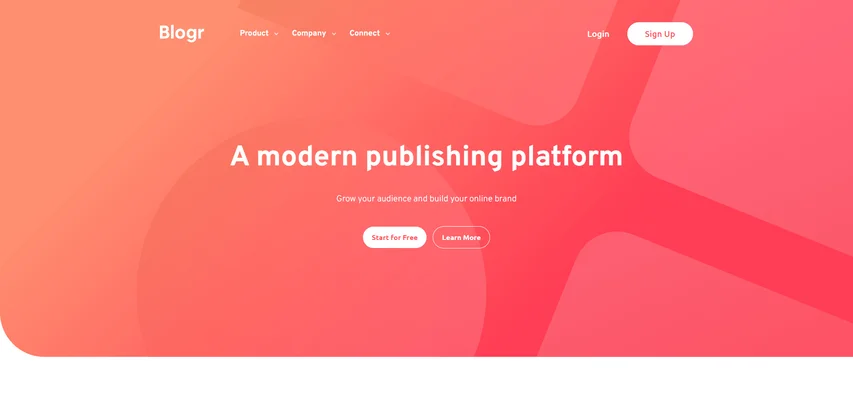 Blogr
Product Company Connect
Login
Sign Up
A modern publishing platform
Grow your audience and build your online brand
Start for Free
Learn More